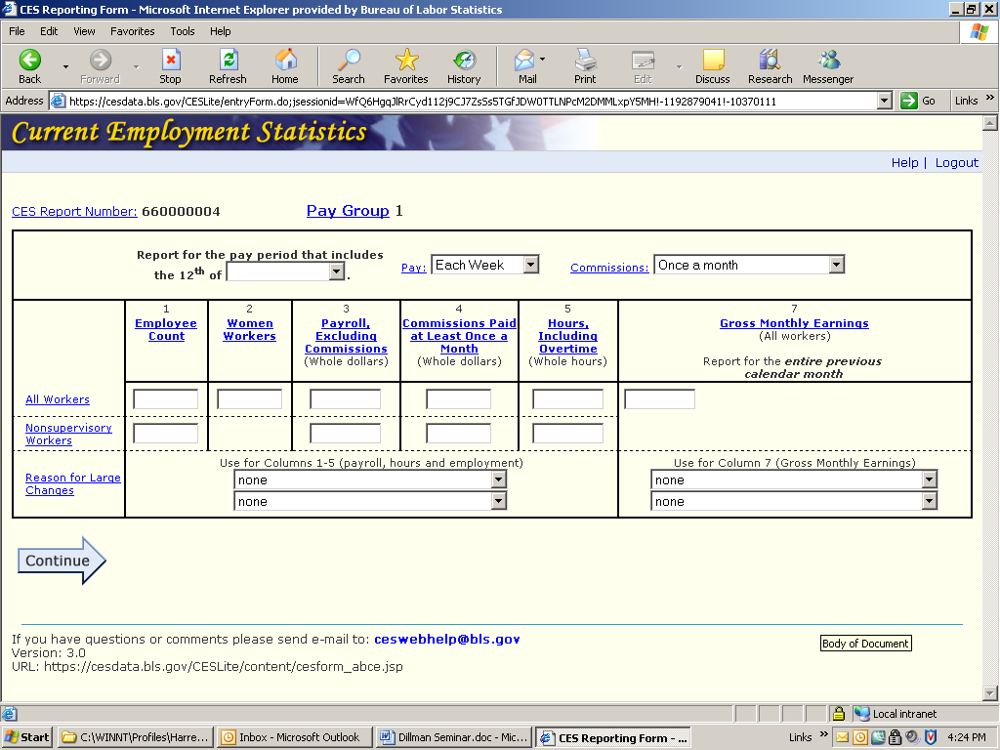 CES Reporting Form - Microsoft Internet Explorer provided by Bureau of Labor Statistics
File Edit View Favorites Tools Help
Back Forward Stop Refresh Home Search Favorites History Mail Print Edit Discuss Research Messenger
Address https://cesdata.bls.gov/CESLite/entryForm.do;jsessionid=WfQ6HgqJlRrCyd112j9CJ7ZsSs5TGfJDW0TTLNPcM2DMMLxpY5MH!-1192879041!-10370111 Go Links »
Current Employment Statistics
Help | Logout
CES Report Number: 660000004 Pay Group 1
Report for the pay period that includes
the 12th of .
Pay: Each Week Commissions: Once a month
1 2 3 4 5 7
Employee Count
Women Workers
Payroll, Excluding Commissions
(Whole dollars)
Commissions Paid at Least Once a Month
(Whole dollars)
Hours, Including Overtime
(Whole hours)
Gross Monthly Earnings
(All workers)
Report for the entire previous
calendar month
All Workers
Nonsupervisory
Workers
Reason for Large
Changes
Use for Columns 1-5 (payroll, hours and employment)
none
none
Use for Column 7 (Gross Monthly Earnings)
none
none
Continue
If you have questions or comments please send e-mail to: ceswebhelp@bls.gov
Version: 3.0
URL: https://cesdata.bls.gov/CESLite/content/cesform_abce.jsp
Body of Document
Local intranet
Start C:\WINNT\Profiles\Harre... Inbox - Microsoft Outlook Dillman Seminar.doc - Mic... CES Reporting Form - ... Links » 4:24 PM